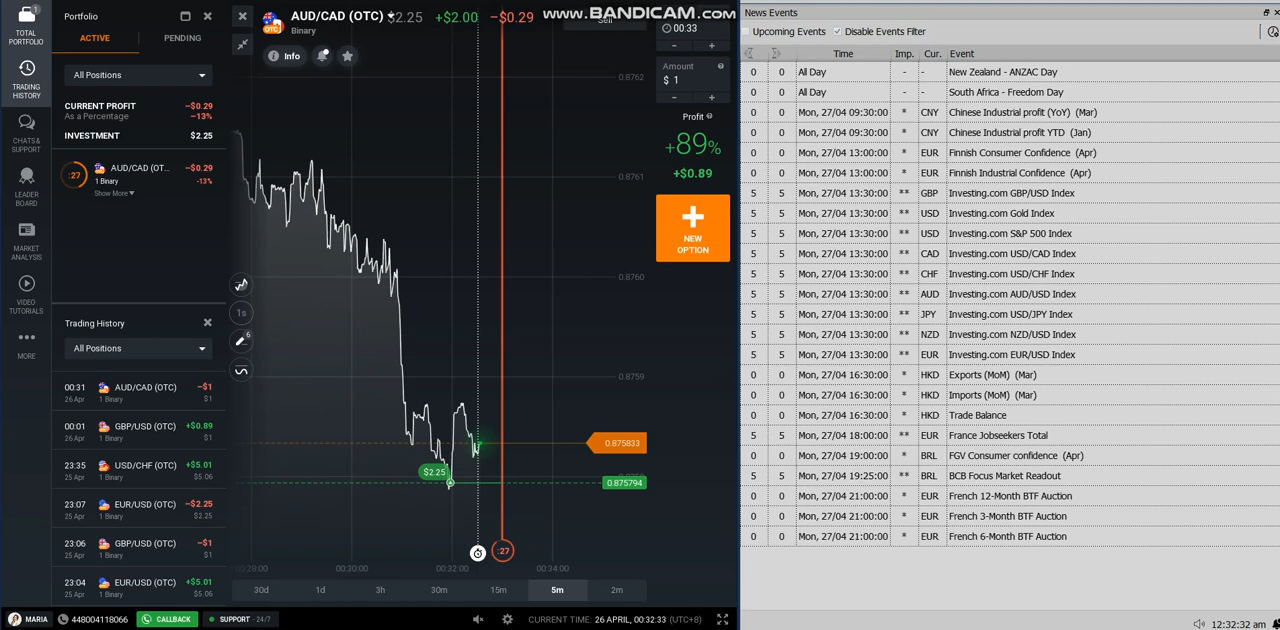 WWW.BANDICAM.COM
TOTAL
PORTFOLIO
TRADING
HISTORY
CHATS &
SUPPORT
LEADER
BOARD
MARKET
ANALYSIS
VIDEO
TUTORIALS
MORE
Portfolio
ACTIVE PENDING
All Positions
CURRENT PROFIT –$0.29
As a Percentage –13%
INVESTMENT $2.25
:27 AUD/CAD (OT... –$0.29
1 Binary –13%
Show More
Trading History
All Positions
00:31 AUD/CAD (OTC) –$1
26 Apr 1 Binary $1
00:01 GBP/USD (OTC) +$0.89
26 Apr 1 Binary $1
23:35 USD/CHF (OTC) +$5.01
25 Apr 1 Binary $5.06
23:07 EUR/USD (OTC) –$2.25
25 Apr 1 Binary $2.25
23:06 GBP/USD (OTC) –$1
25 Apr 1 Binary $1
23:04 EUR/USD (OTC) +$5.01
25 Apr 1 Binary $5.06
AUD/CAD (OTC) $2.25 +$2.00 –$0.29
OTC
Binary
Info
1s
6
0.8762
0.8761
0.8760
0.8759
0.875833
$2.25
0.875794
:27
00:30:00 00:32:00 00:34:00
30d 1d 3h 30m 15m 5m 2m
Sell
00:33
– +
Amount
$ 1
– +
Profit
+89%
+$0.89
NEW
OPTION
MARIA 448004118066 CALLBACK SUPPORT - 24/7 CURRENT TIME: 26 APRIL, 00:32:33 (UTC+8)
News Events
Upcoming Events Disable Events Filter
Time Imp. Cur. Event
0 0 All Day - - New Zealand - ANZAC Day
0 0 All Day - - South Africa - Freedom Day
0 0 Mon, 27/04 09:30:00 * CNY Chinese Industrial profit (YoY) (Mar)
0 0 Mon, 27/04 09:30:00 * CNY Chinese Industrial profit YTD (Jan)
0 0 Mon, 27/04 13:00:00 * EUR Finnish Consumer Confidence (Apr)
0 0 Mon, 27/04 13:00:00 * EUR Finnish Industrial Confidence (Apr)
5 5 Mon, 27/04 13:30:00 ** GBP Investing.com GBP/USD Index
5 5 Mon, 27/04 13:30:00 ** USD Investing.com Gold Index
5 5 Mon, 27/04 13:30:00 ** USD Investing.com S&P 500 Index
5 5 Mon, 27/04 13:30:00 ** CAD Investing.com USD/CAD Index
5 5 Mon, 27/04 13:30:00 ** CHF Investing.com USD/CHF Index
5 5 Mon, 27/04 13:30:00 ** AUD Investing.com AUD/USD Index
5 5 Mon, 27/04 13:30:00 ** JPY Investing.com USD/JPY Index
5 5 Mon, 27/04 13:30:00 ** NZD Investing.com NZD/USD Index
5 5 Mon, 27/04 13:30:00 ** EUR Investing.com EUR/USD Index
0 0 Mon, 27/04 16:30:00 * HKD Exports (MoM) (Mar)
0 0 Mon, 27/04 16:30:00 * HKD Imports (MoM) (Mar)
0 0 Mon, 27/04 16:30:00 * HKD Trade Balance
5 5 Mon, 27/04 18:00:00 ** EUR France Jobseekers Total
0 0 Mon, 27/04 19:00:00 * BRL FGV Consumer confidence (Apr)
5 5 Mon, 27/04 19:25:00 ** BRL BCB Focus Market Readout
0 0 Mon, 27/04 21:00:00 * EUR French 12-Month BTF Auction
0 0 Mon, 27/04 21:00:00 * EUR French 3-Month BTF Auction
0 0 Mon, 27/04 21:00:00 * EUR French 6-Month BTF Auction
12:32:32 am